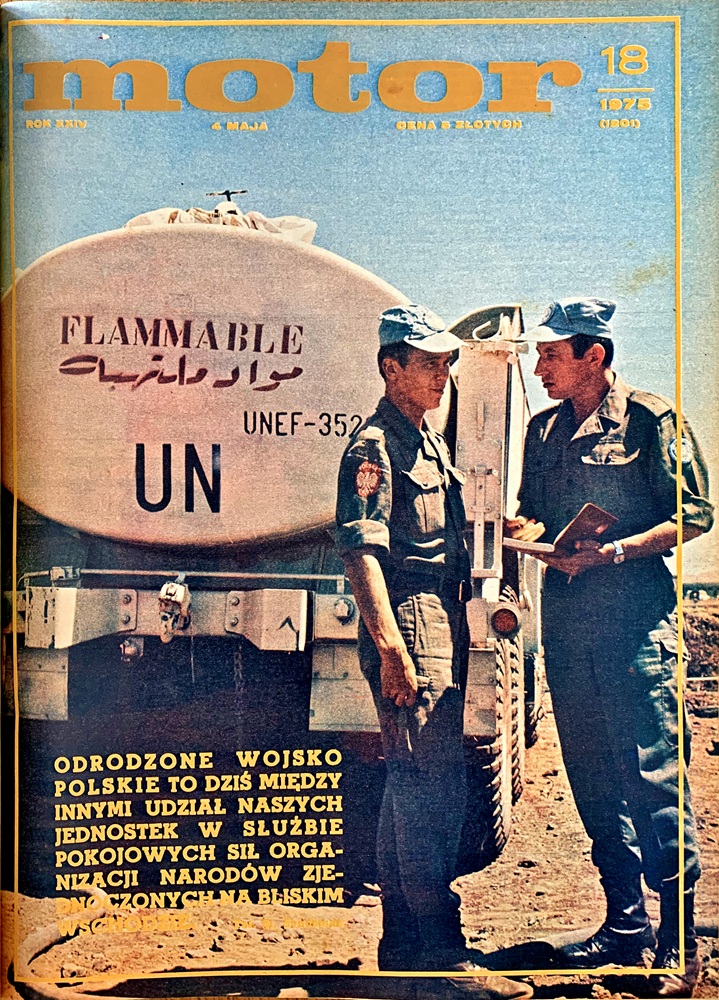 motor
18
1975
(1201)
ROK XXIV
4 MAJA
CENA 5 ZŁOTYCH
FLAMMABLE
مواد ملتهبة
UNEF-352
UN
ODRODZONE WOJSKO
POLSKIE TO DZIŚ MIĘDZY
INNYMI UDZIAŁ NASZYCH
JEDNOSTEK W SŁUŻBIE
POKOJOWYCH SIŁ ORGA-
NIZACJI NARODÓW ZJE-
DNOCZONYCH NA BLISKIM
WSCHODZIE